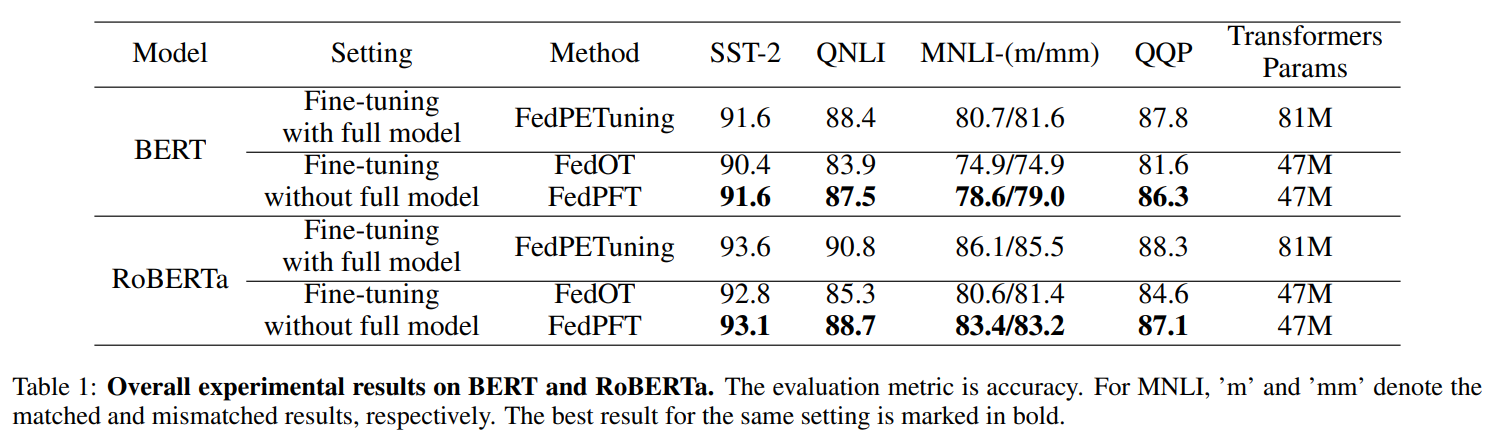 Model Setting Method SST-2 QNLI MNLI-(m/mm) QQP Transformers Params
BERT Fine-tuning with full model FedPETuning 91.6 88.4 80.7/81.6 87.8 81M
Fine-tuning without full model FedOT 90.4 83.9 74.9/74.9 81.6 47M
FedPFT 91.6 87.5 78.6/79.0 86.3 47M
RoBERTa Fine-tuning with full model FedPETuning 93.6 90.8 86.1/85.5 88.3 81M
Fine-tuning without full model FedOT 92.8 85.3 80.6/81.4 84.6 47M
FedPFT 93.1 88.7 83.4/83.2 87.1 47M
Table 1: Overall experimental results on BERT and RoBERTa. The evaluation metric is accuracy. For MNLI, ’m’ and ’mm’ denote the
matched and mismatched results, respectively. The best result for the same setting is marked in bold.